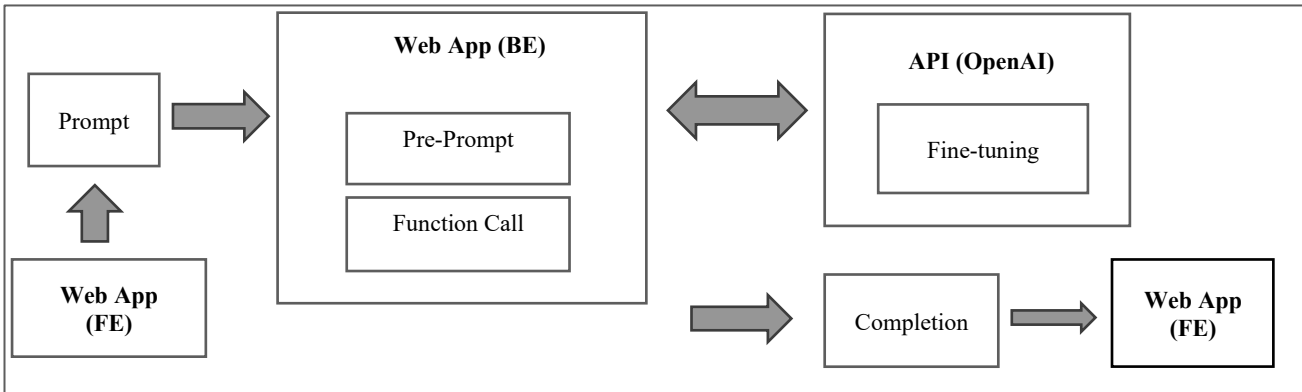 Web App
(FE)
Prompt
Web App (BE)
Pre-Prompt
Function Call
API (OpenAI)
Fine-tuning
Completion
Web App
(FE)